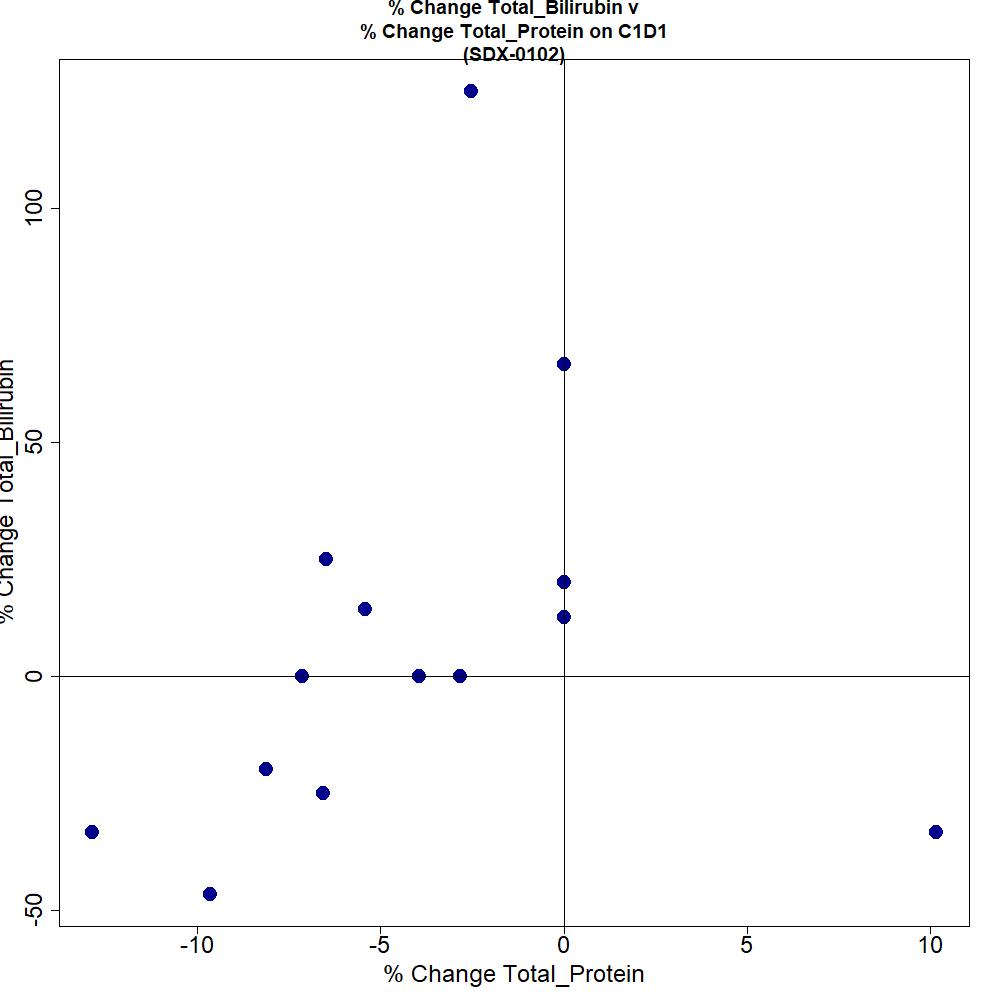 % Change Total_Bilirubin v
% Change Total_Protein on C1D1
(SDX-0102)
% Change Total_Bilirubin
100
50
0
-50
-10
-5
0
5
10
% Change Total_Protein